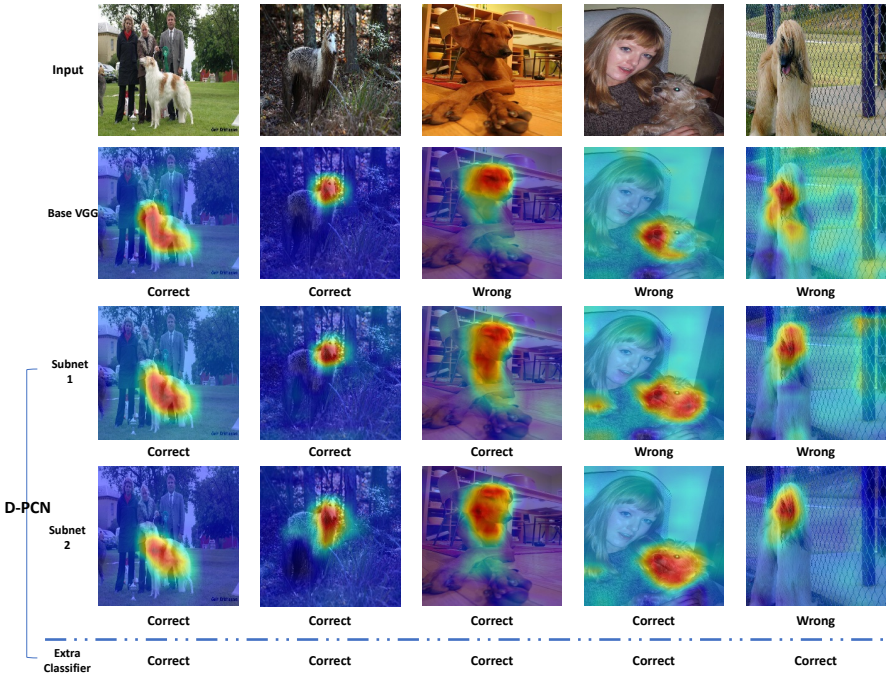 Input
Base VGG
Correct Correct Wrong Wrong Wrong
Subnet
1
Correct Correct Correct Wrong Wrong
D-PCN
Subnet
2
Correct Correct Correct Correct Wrong
Extra
Classifier
Correct Correct Correct Correct Correct